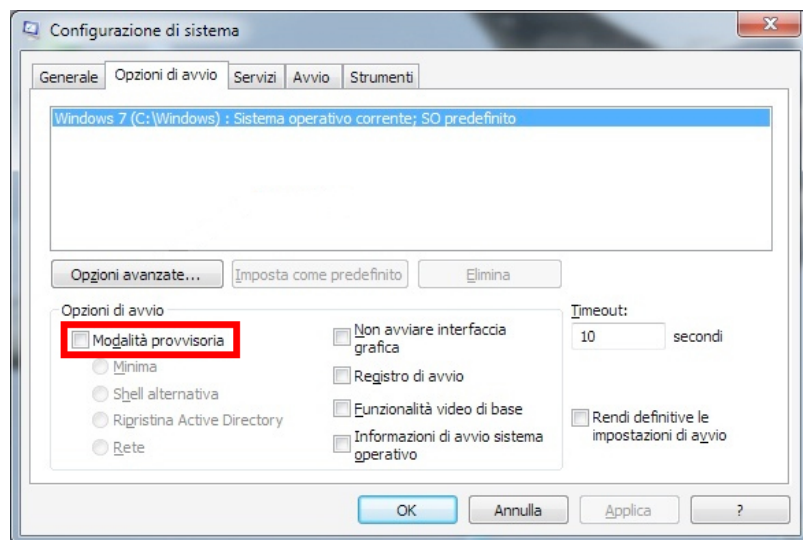 Configurazione di sistema
Generale Opzioni di avvio Servizi Avvio Strumenti
Windows 7 (C:\Windows) : Sistema operativo corrente; SO predefinito
Opzioni avanzate... Imposta come predefinito Elimina
Opzioni di avvio
Modalità provvisoria
Minima
Shell alternativa
Ripristina Active Directory
Rete
Non avviare interfaccia
grafica
Registro di avvio
Funzionalità video di base
Informazioni di avvio sistema
operativo
Timeout:
10 secondi
Rendi definitive le
impostazioni di avvio
OK Annulla Applica ?